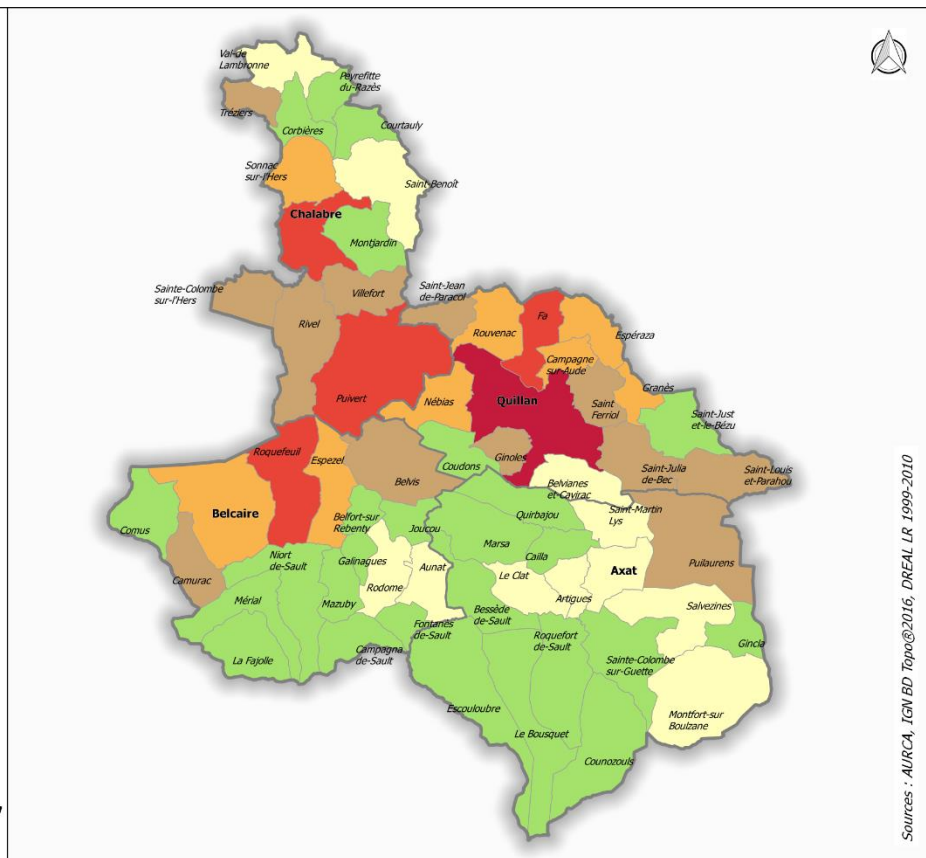 Val-de
Lambronne
Peyrefitte
du-Razès
Tréziers
Corbières
Courtauly
Sonnac
sur-l'Hers
Saint-Benoît
Chalabre
Montjardin
Sainte-Colombe
sur-l'Hers
Villefort
Saint-Jean
de-Paracol
Rivel
Rouvenac
Fa
Espéraza
Campagne
sur-Aude
Puivert
Nébias
Quillan
Granès
Saint
Ferriol
Saint-Just
et-le-Bézu
Roquefeuil
Espezel
Coudons
Ginoles
Belvis
Saint-Julia
de-Bec
Saint-Louis
et-Parahou
Belvianes
et-Cavirac
Comus
Belcaire
Belfort-sur
Rebenty
Joucou
Quirbajou
Saint-Martin
Lys
Marsa
Cailla
Axat
Puilaurens
Camurac
Niort
de-Sault
Galinagues
Aunat
Rodome
Le Clat
Artigues
Mérial
Mazuby
Bessède
de-Sault
Salvezines
Fontanès
de-Sault
Roquefort
de-Sault
Gincla
La Fajolle
Campagna
de-Sault
Sainte-Colombe
sur-Guette
Escouloubre
Le Bousquet
Montfort-sur
Boulzane
Counozouls
Sources : AURCA, IGN BD Topo®2016, DREAL LR 1999-2010